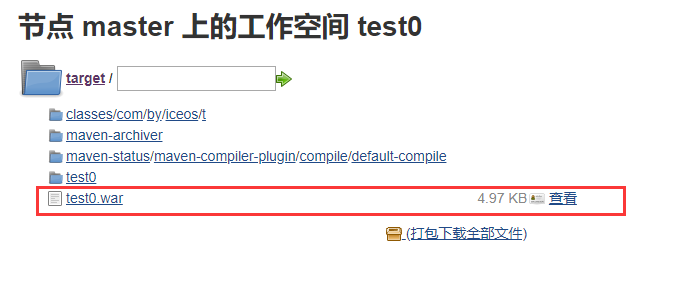 节点 master 上的工作空间 test0
target /
classes/com/by/iceos/t
maven-archiver
maven-status/maven-compiler-plugin/compile/default-compile
test0
test0.war 4.97 KB 查看
(打包下载全部文件)